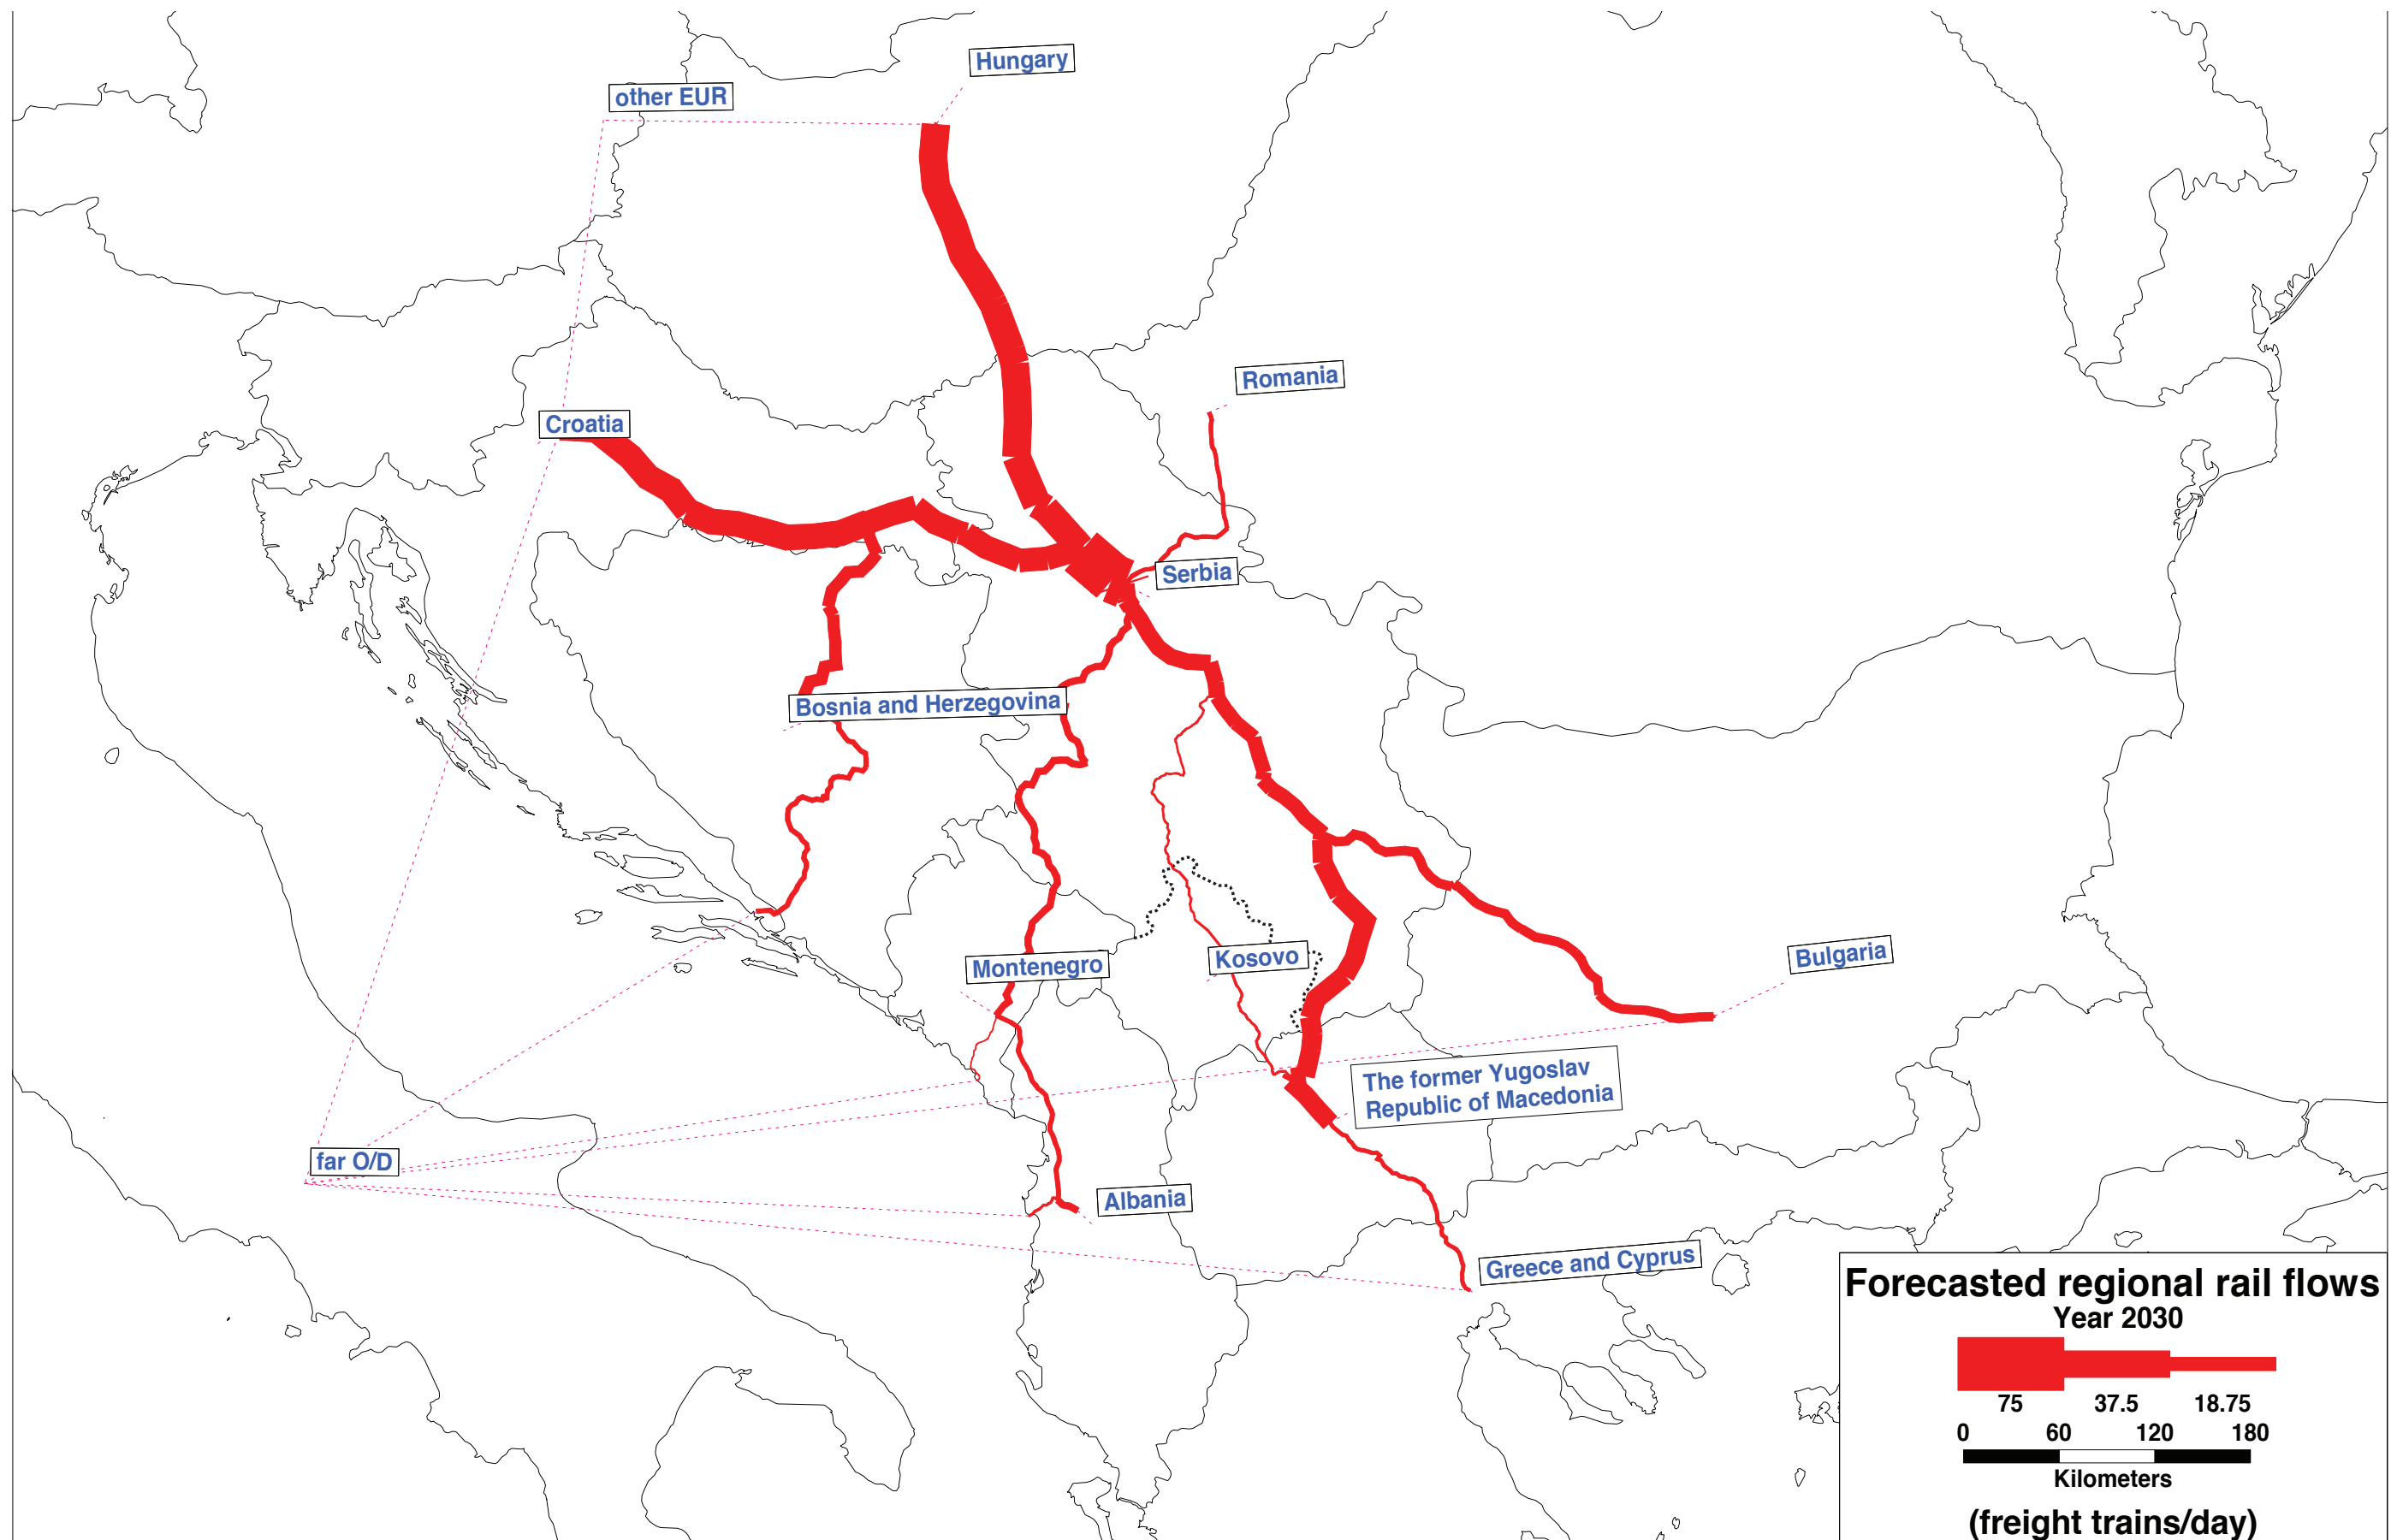 Hungary
other EUR
Romania
Croatia
Serbia
Bosnia and Herzegovina
Bulgaria
Kosovo
Montenegro
The former Yugoslav
Republic of Macedonia
far O/D
Albania
Greece and Cyprus
Forecasted regional rail flows
Year 2030
75 37.5 18.75
0 60 120 180
Kilometers
(freight trains/day)